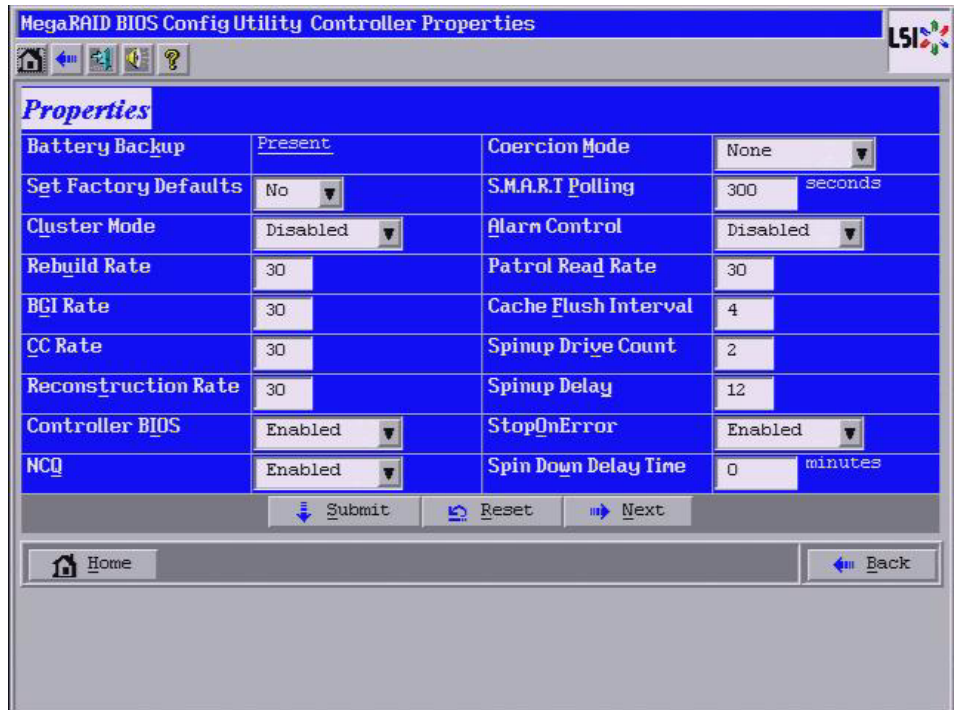 MegaRAID BIOS Config Utility Controller Properties
LSI
Properties
Battery Backup Present Coercion Mode None
Set Factory Defaults No S.M.A.R.T Polling 300 seconds
Cluster Mode Disabled Alarm Control Disabled
Rebuild Rate 30 Patrol Read Rate 30
BGI Rate 30 Cache Flush Interval 4
CC Rate 30 Spinup Drive Count 2
Reconstruction Rate 30 Spinup Delay 12
Controller BIOS Enabled StopOnError Enabled
NCQ Enabled Spin Down Delay Time 0 minutes
Submit Reset Next
Home Back